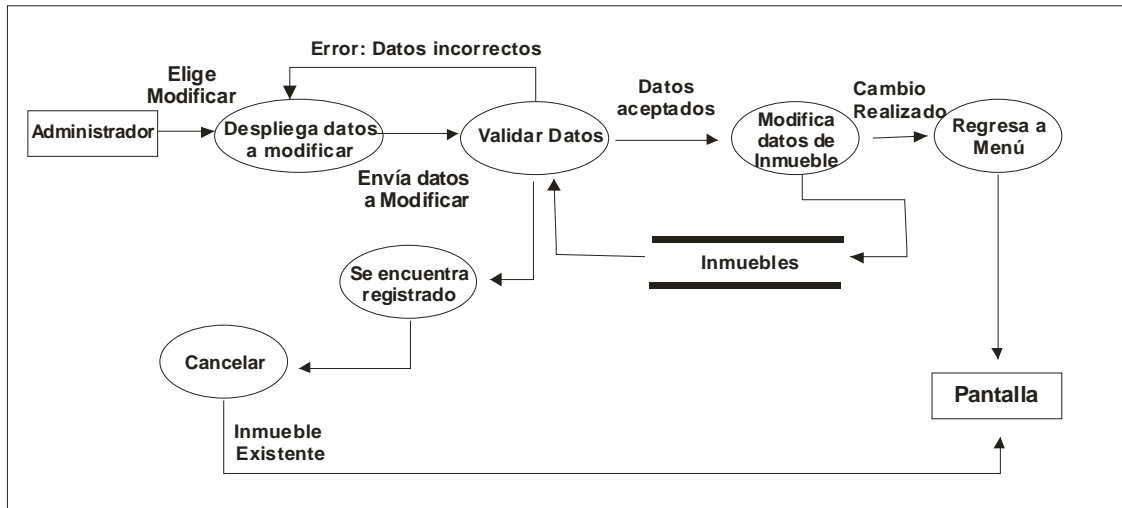 Error: Datos incorrectos
Elige
Modificar
Administrador
Despliega datos
a modificar
Envía datos
a Modificar
Validar Datos
Datos
aceptados
Modifica
datos de
Inmueble
Cambio
Realizado
Regresa a
Menú
Inmuebles
Se encuentra
registrado
Cancelar
Inmueble
Existente
Pantalla